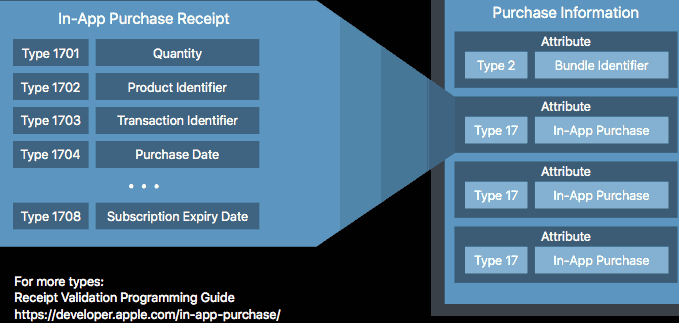 In-App Purchase Receipt
Type 1701 Quantity
Type 1702 Product Identifier
Type 1703 Transaction Identifier
Type 1704 Purchase Date
• • •
Type 1708 Subscription Expiry Date
For more types:
Receipt Validation Programming Guide
https://developer.apple.com/in-app-purchase/
Purchase Information
Attribute
Type 2 Bundle Identifier
Attribute
Type 17 In-App Purchase
Attribute
Type 17 In-App Purchase
Attribute
Type 17 In-App Purchase